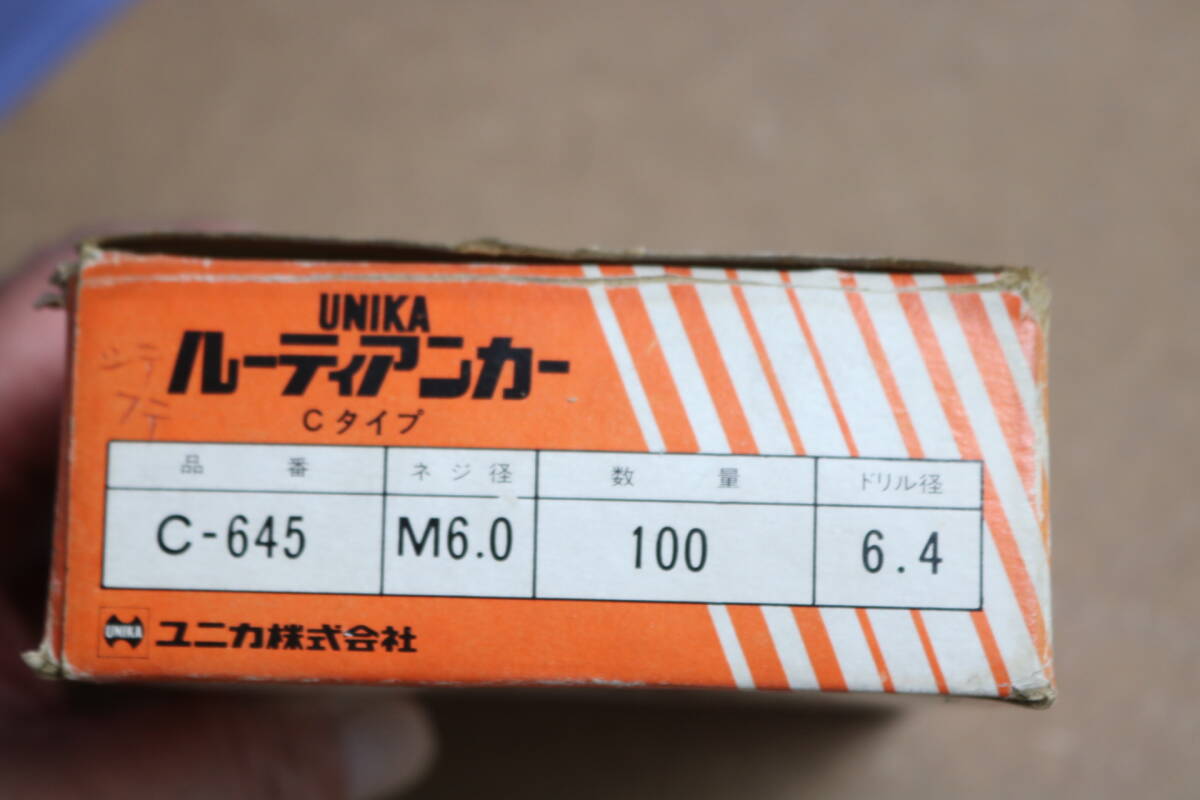 UNIKA
ルーティアンカー
Cタイプ
品番 ネジ径 数量 ドリル径
C-645 M6.0 100 6.4
UNIKA ユニカ株式会社